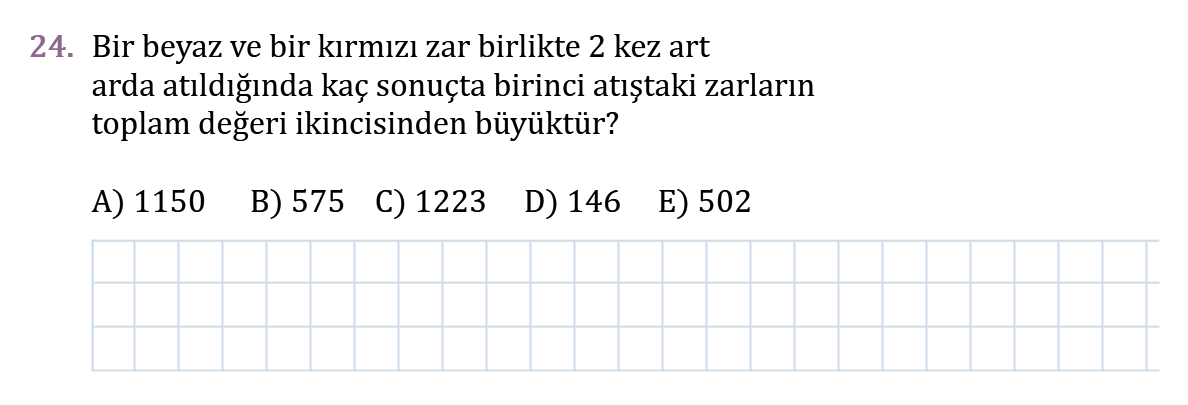 24. Bir beyaz ve bir kırmızı zar birlikte 2 kez art
arda atıldığında kaç sonuçta birinci atıştaki zarların
toplam değeri ikincisinden büyüktür?
A) 1150 B) 575 C) 1223 D) 146 E) 502